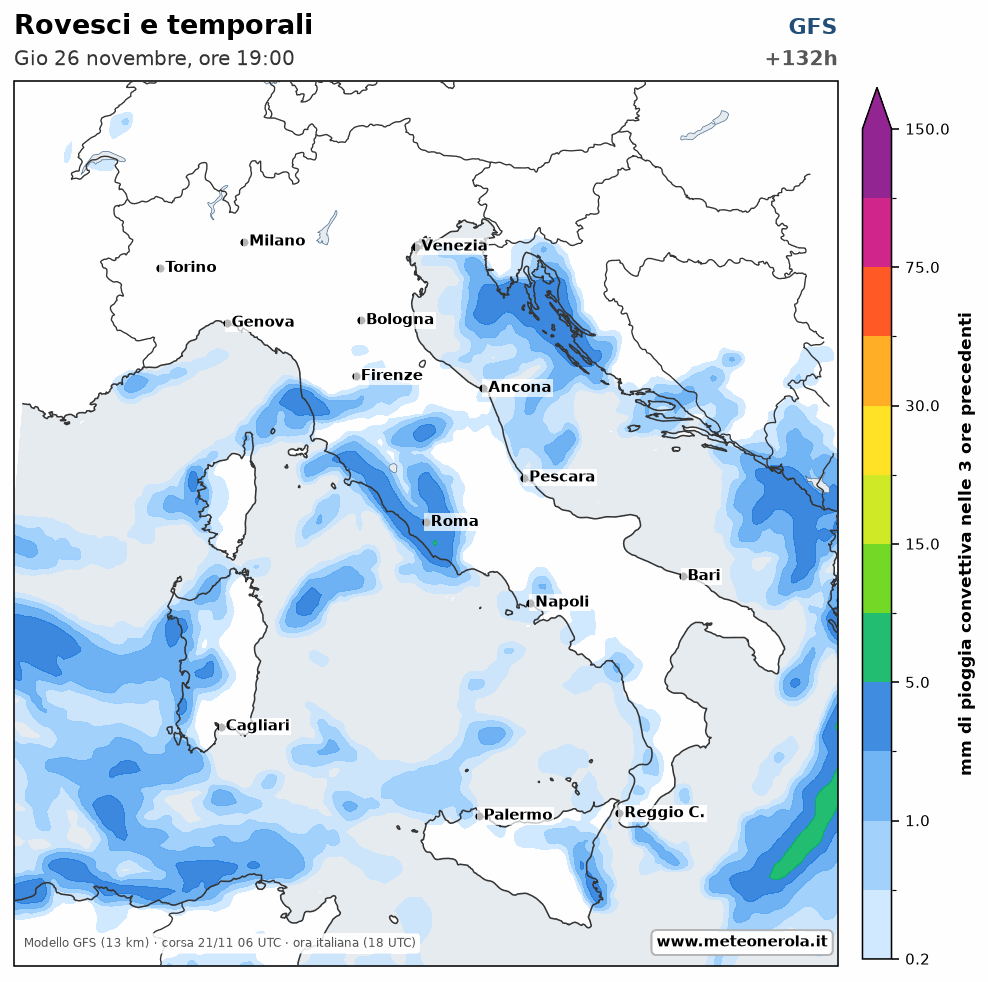 Rovesci e temporali
GFS
Gio 26 novembre, ore 19:00
+132h
150.0
Milano
Venezia
Torino
75.0
Genova
Bologna
Firenze
Ancona
30.0
Pescara
Roma
15.0
Bari
Napoli
5.0
Cagliari
Palermo
Reggio C.
1.0
0.2
mm di pioggia convettiva nelle 3 ore precedenti
Modello GFS (13 km) · corsa 21/11 06 UTC · ora italiana (18 UTC)
www.meteonerola.it